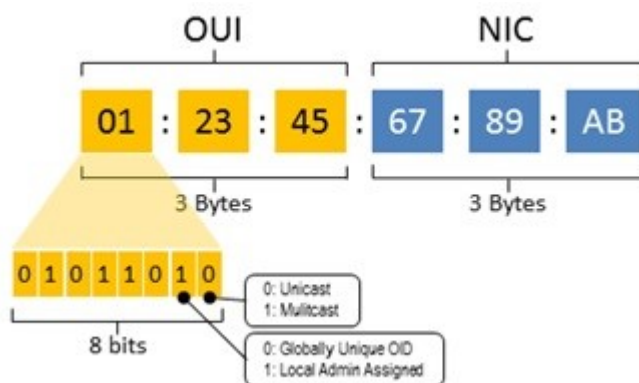 OUI NIC
01 : 23 : 45 : 67 : 89 : AB
3 Bytes 3 Bytes
0 1 0 1 1 0 1 0
0: Unicast
1: Mulitcast
8 bits
0: Globally Unique OID
1: Local Admin Assigned